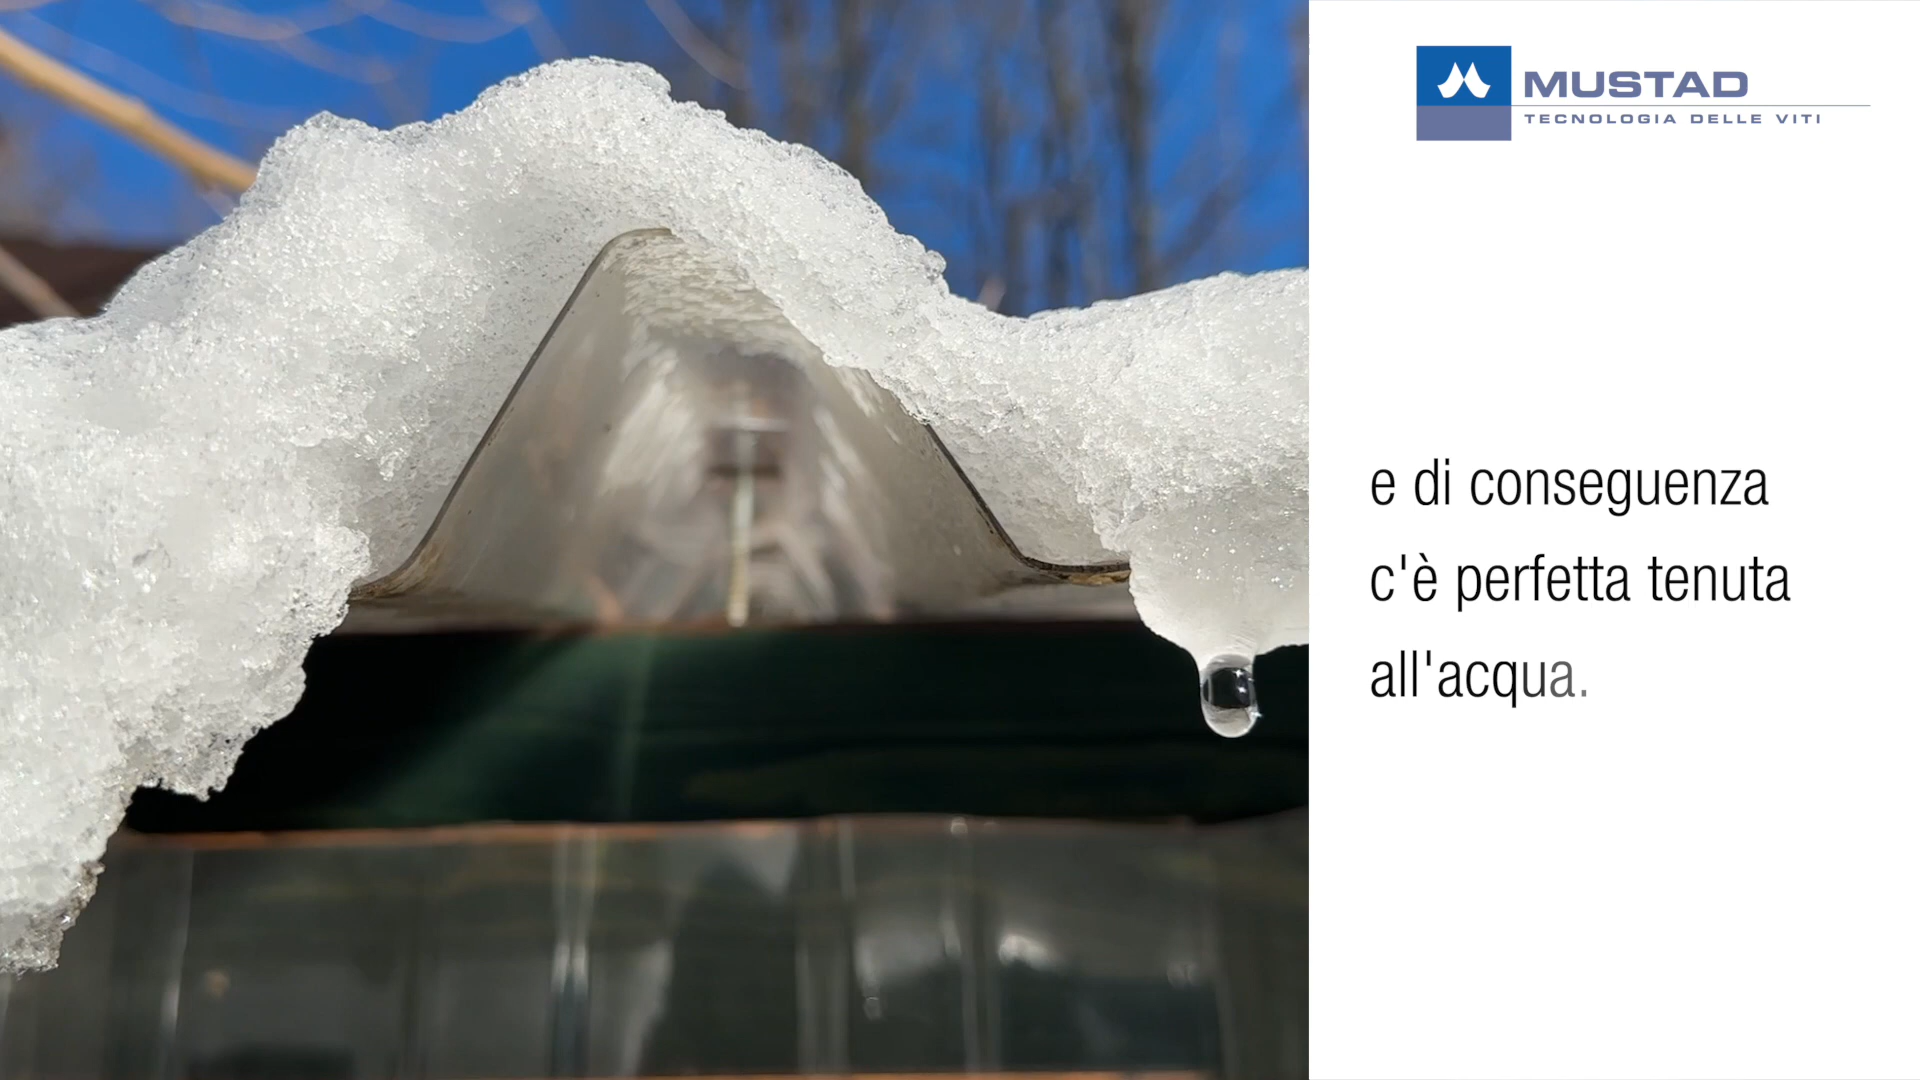 MUSTAD
TECNOLOGIA DELLE VITI
e di conseguenza
c'è perfetta tenuta
all'acqua.